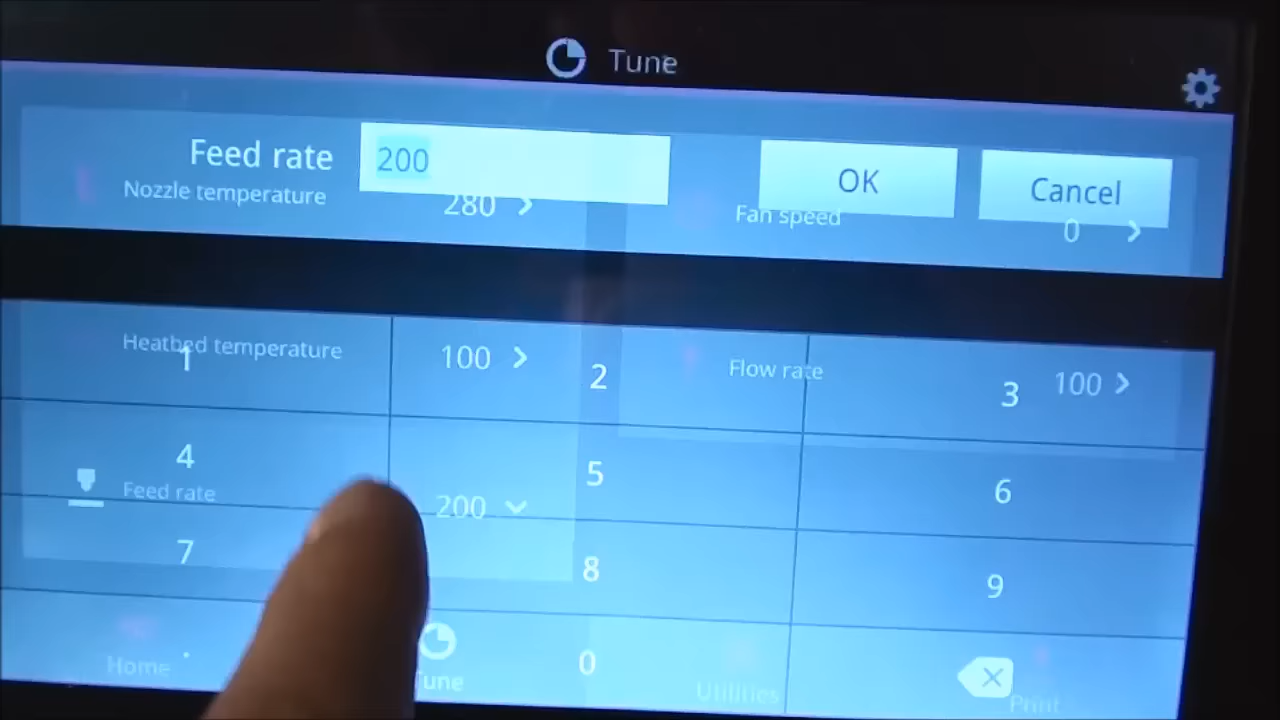 Tune
Feed rate 200 OK Cancel
Nozzle temperature 280 Fan speed 0
Heatbed temperature 100 Flow rate 100
1 2 3
4 5 6
Feed rate 200
7 8 9
Home Tune 0 Utilities Print